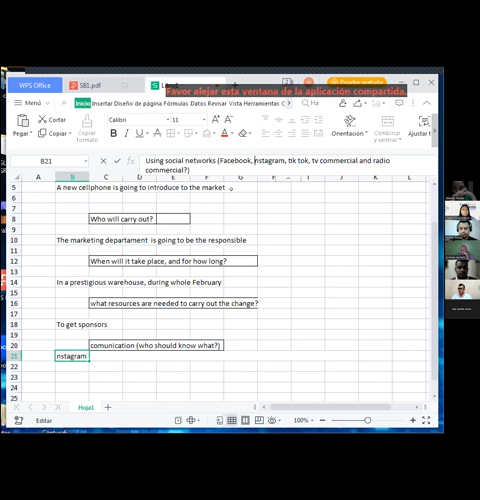 WPS Office
SB1.pdf
Prueba gratuita
Favor alejar esta ventana de la aplicación compartida.
Menú
Inicio Insertar Diseño de página Fórmulas Datos Revisar Vista Herramientas
Pegar
Cortar
Copiar
Copiar formato
Calibri
11
Orientación
Combinar y centrar
Ajustar t
B21
fx
Using social networks (Facebook, nstagram, tik tok, tv commercial and radio
commercial?)
A B C D E F G H I J K L
5 A new cellphone is going to introduce to the market
6
7
8 Who will carry out?
9
10 The marketing departament is going to be the responsible
11
12 When will it take place, and for how long?
13
14 In a prestigious warehouse, during whole February
15
16 what resources are needed to carry out the change?
17
18 To get sponsors
19
20 comunication (who should know what?)
21 nstagram
22
23
24
25
Hoja1
Editar
100%